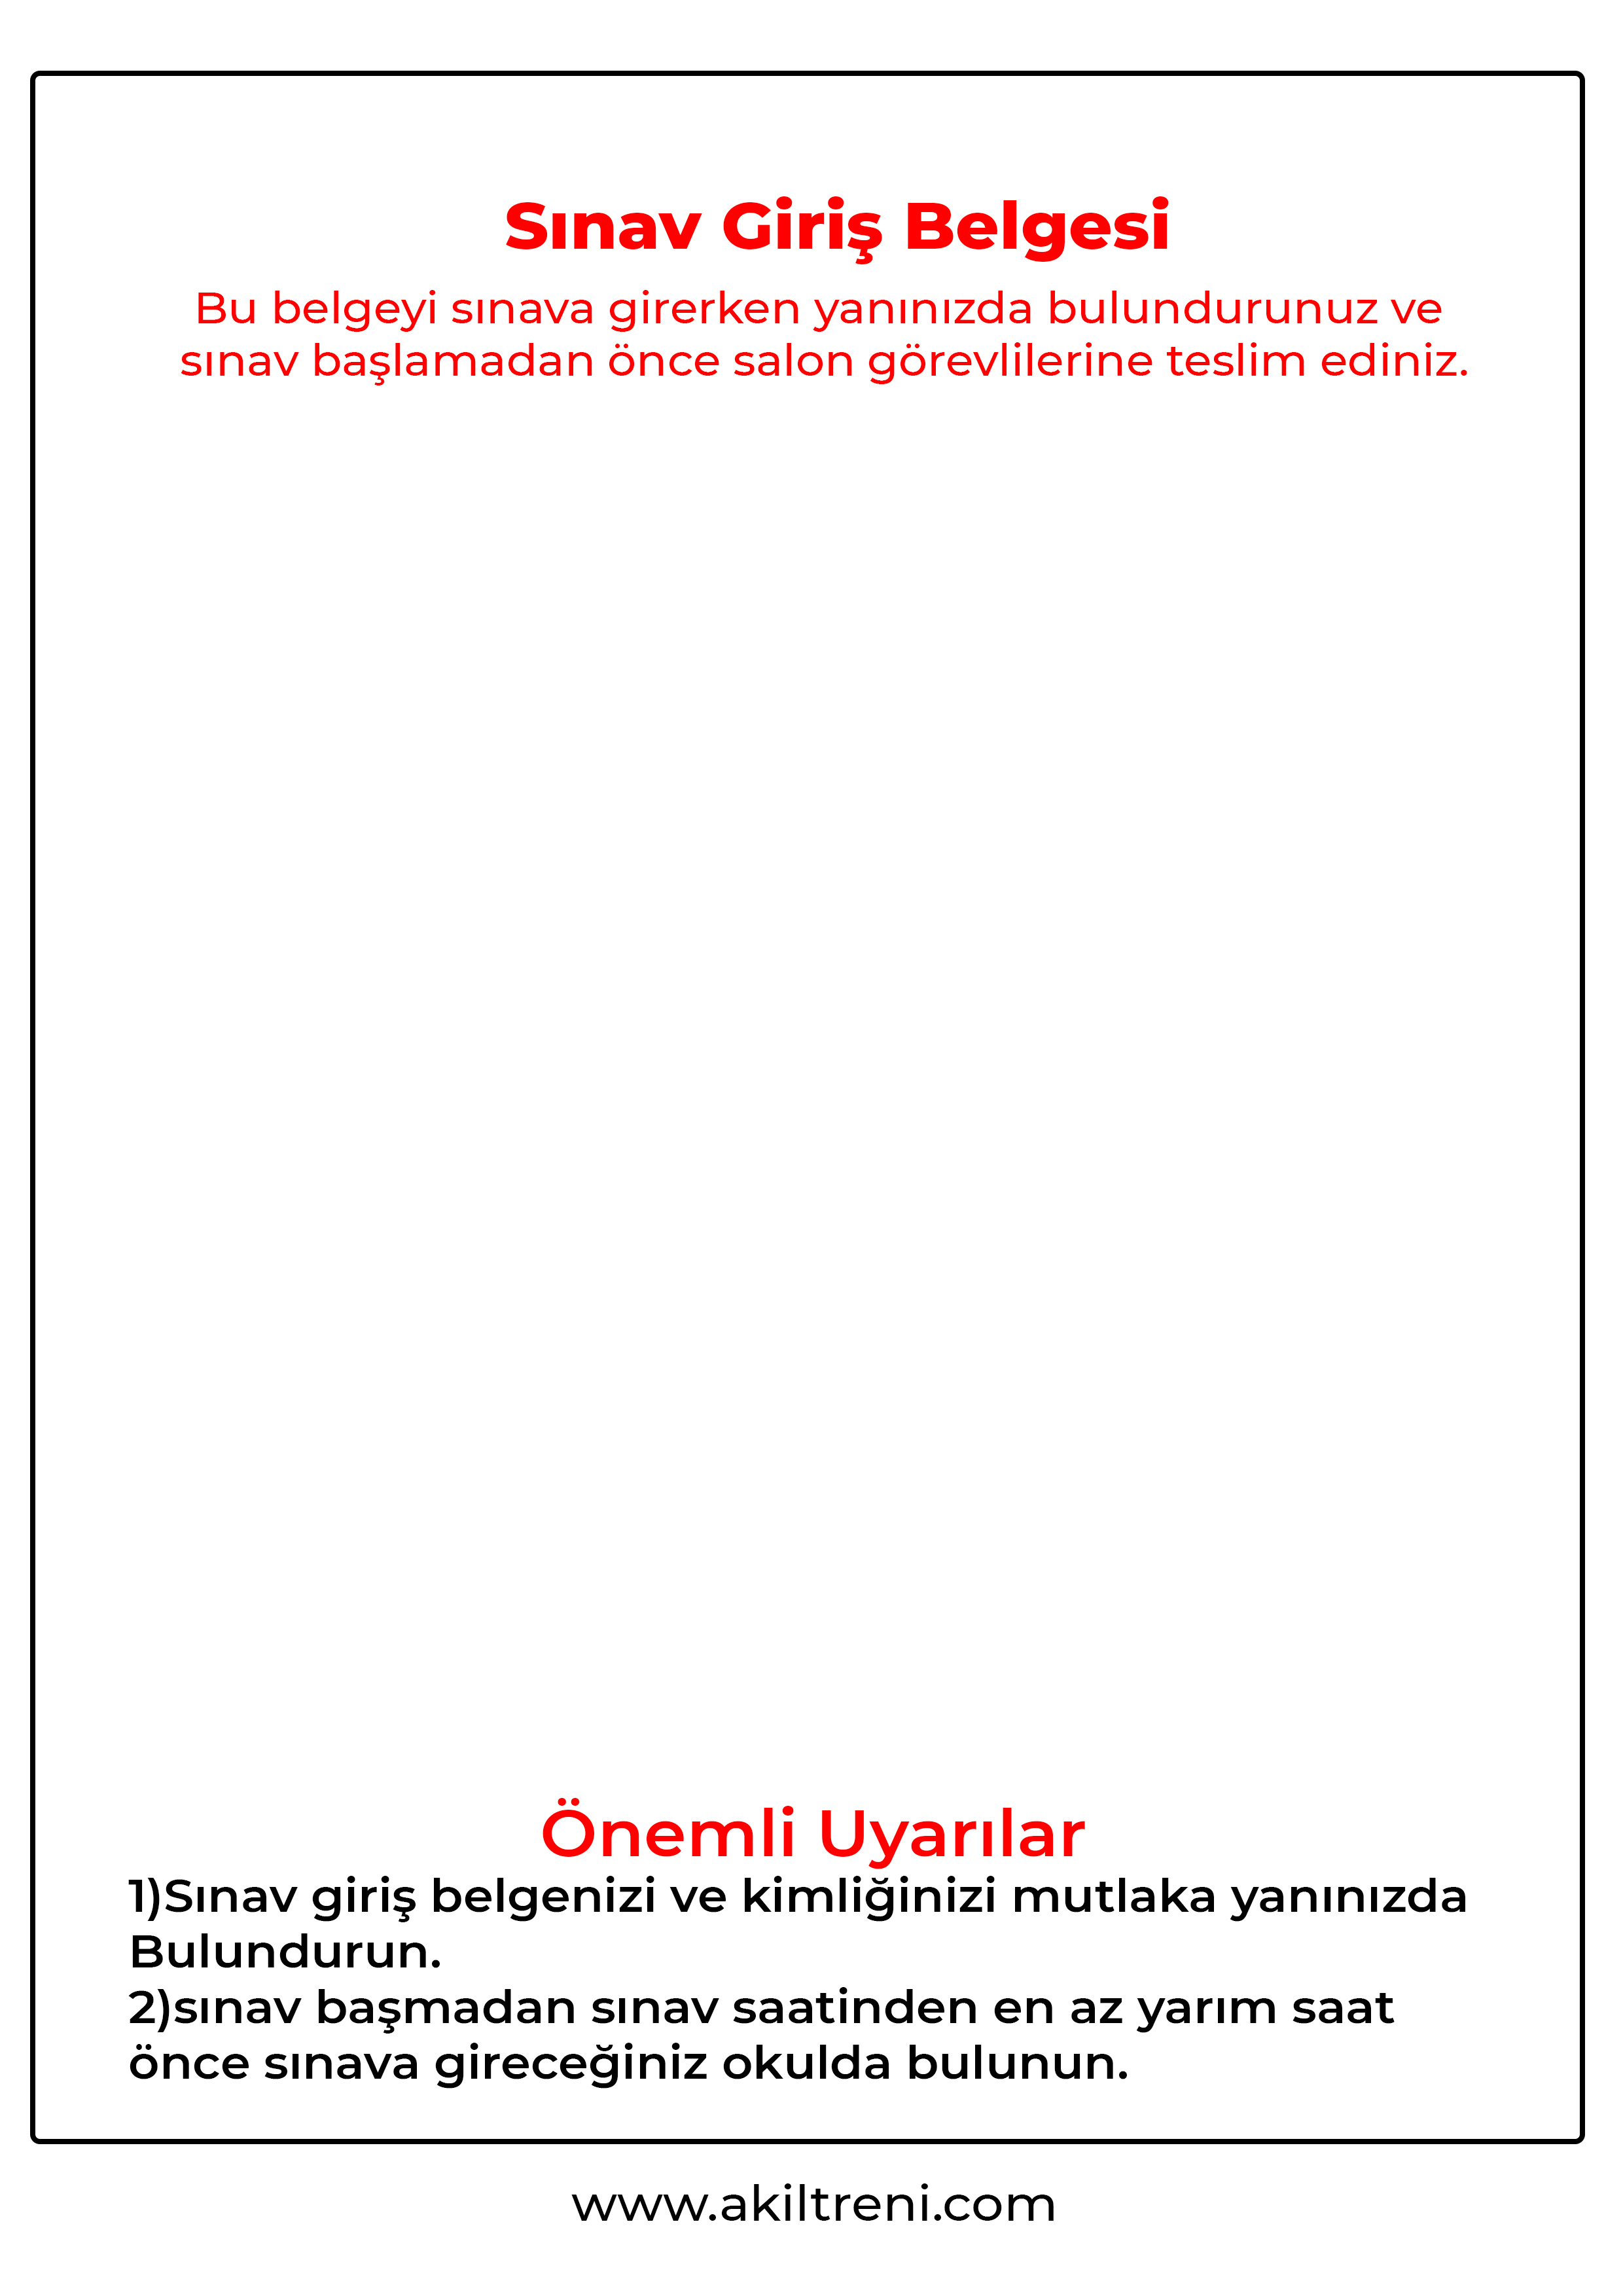 Sınav Giriş Belgesi
Bu belgeyi sınava girerken yanınızda bulundurunuz ve
sınav başlamadan önce salon görevlilerine teslim ediniz.
Önemli Uyarılar
1)Sınav giriş belgenizi ve kimliğinizi mutlaka yanınızda
Bulundurun.
2)sınav başmadan sınav saatinden en az yarım saat
önce sınava gireceğiniz okulda bulunun.
www.akiltreni.com